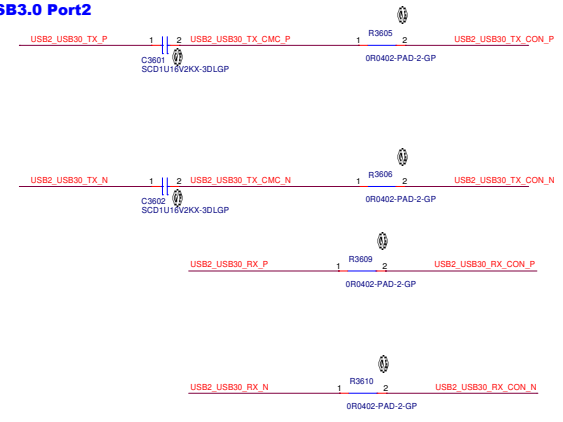 SB3.0 Port2
R3605
USB2_USB30_TX_P 1 2 USB2_USB30_TX_CMC_P 1 2 USB2_USB30_TX_CON_P
C3601
SCD1U16V2KX-3DLGP
0R0402-PAD-2-GP
R3606
USB2_USB30_TX_N 1 2 USB2_USB30_TX_CMC_N 1 2 USB2_USB30_TX_CON_N
C3602
SCD1U16V2KX-3DLGP
0R0402-PAD-2-GP
R3609
USB2_USB30_RX_P 1 2 USB2_USB30_RX_CON_P
0R0402-PAD-2-GP
R3610
USB2_USB30_RX_N 1 2 USB2_USB30_RX_CON_N
0R0402-PAD-2-GP